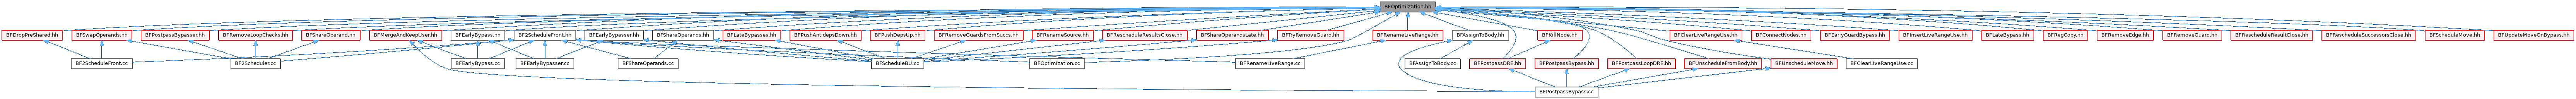 BFOptimization.hh
BFDropPreShared.hh
BFSwapOperands.hh
BFPostpassBypasser.hh
BFRemoveLoopChecks.hh
BFShareOperand.hh
BFMergeAndKeepUser.hh
BFEarlyBypass.hh
BF2ScheduleFront.hh
BFEarlyBypasser.hh
BFShareOperands.hh
BFLateBypasses.hh
BFPushAntidepsDown.hh
BFPushDepsUp.hh
BFRemoveGuardsFromSuccs.hh
BFRenameSource.hh
BFRescheduleResultsClose.hh
BFShareOperandsLate.hh
BFTryRemoveGuard.hh
BFRenameLiveRange.hh
BFAssignToBody.hh
BFKillNode.hh
BFClearLiveRangeUse.hh
BFConnectNodes.hh
BFEarlyGuardBypass.hh
BFInsertLiveRangeUse.hh
BFLateBypass.hh
BFRegCopy.hh
BFRemoveEdge.hh
BFRemoveGuard.hh
BFRescheduleResultClose.hh
BFRescheduleSuccessorsClose.hh
BFScheduleMove.hh
BFUpdateMoveOnBypass.hh
BF2ScheduleFront.cc
BF2Scheduler.cc
BFEarlyBypass.cc
BFEarlyBypasser.cc
BFShareOperands.cc
BFScheduleBU.cc
BFOptimization.cc
BFRenameLiveRange.cc
BFAssignToBody.cc
BFPostpassDRE.hh
BFPostpassBypass.hh
BFPostpassLoopDRE.hh
BFUnscheduleFromBody.hh
BFUnscheduleMove.hh
BFClearLiveRangeUse.cc
BFPostpassBypass.cc